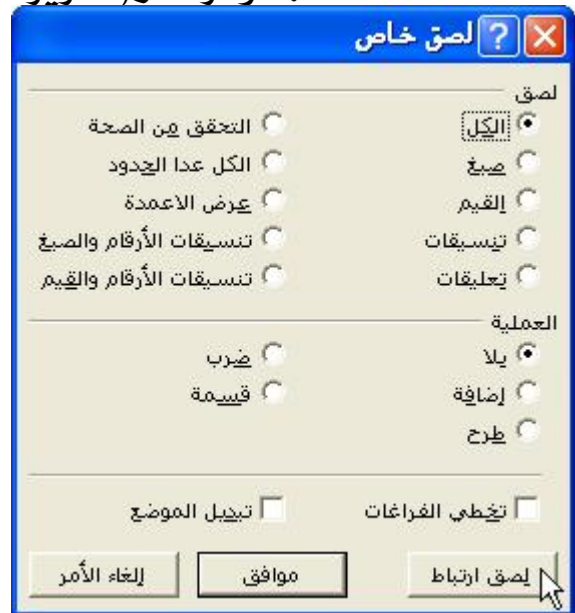 لصق خاص
لصق
الكل
التحقق من الصحة
صيغ
الكل عدا الحدود
القيم
عرض الاعمدة
تنسيقات
تنسيقات الأرقام والصيغ
تعليقات
تنسيقات الأرقام والقيم
العملية
بلا
ضرب
إضافة
قسمة
طرح
تخطي الفراغات
تبديل الموضع
لصق ارتباط
موافق
إلغاء الأمر